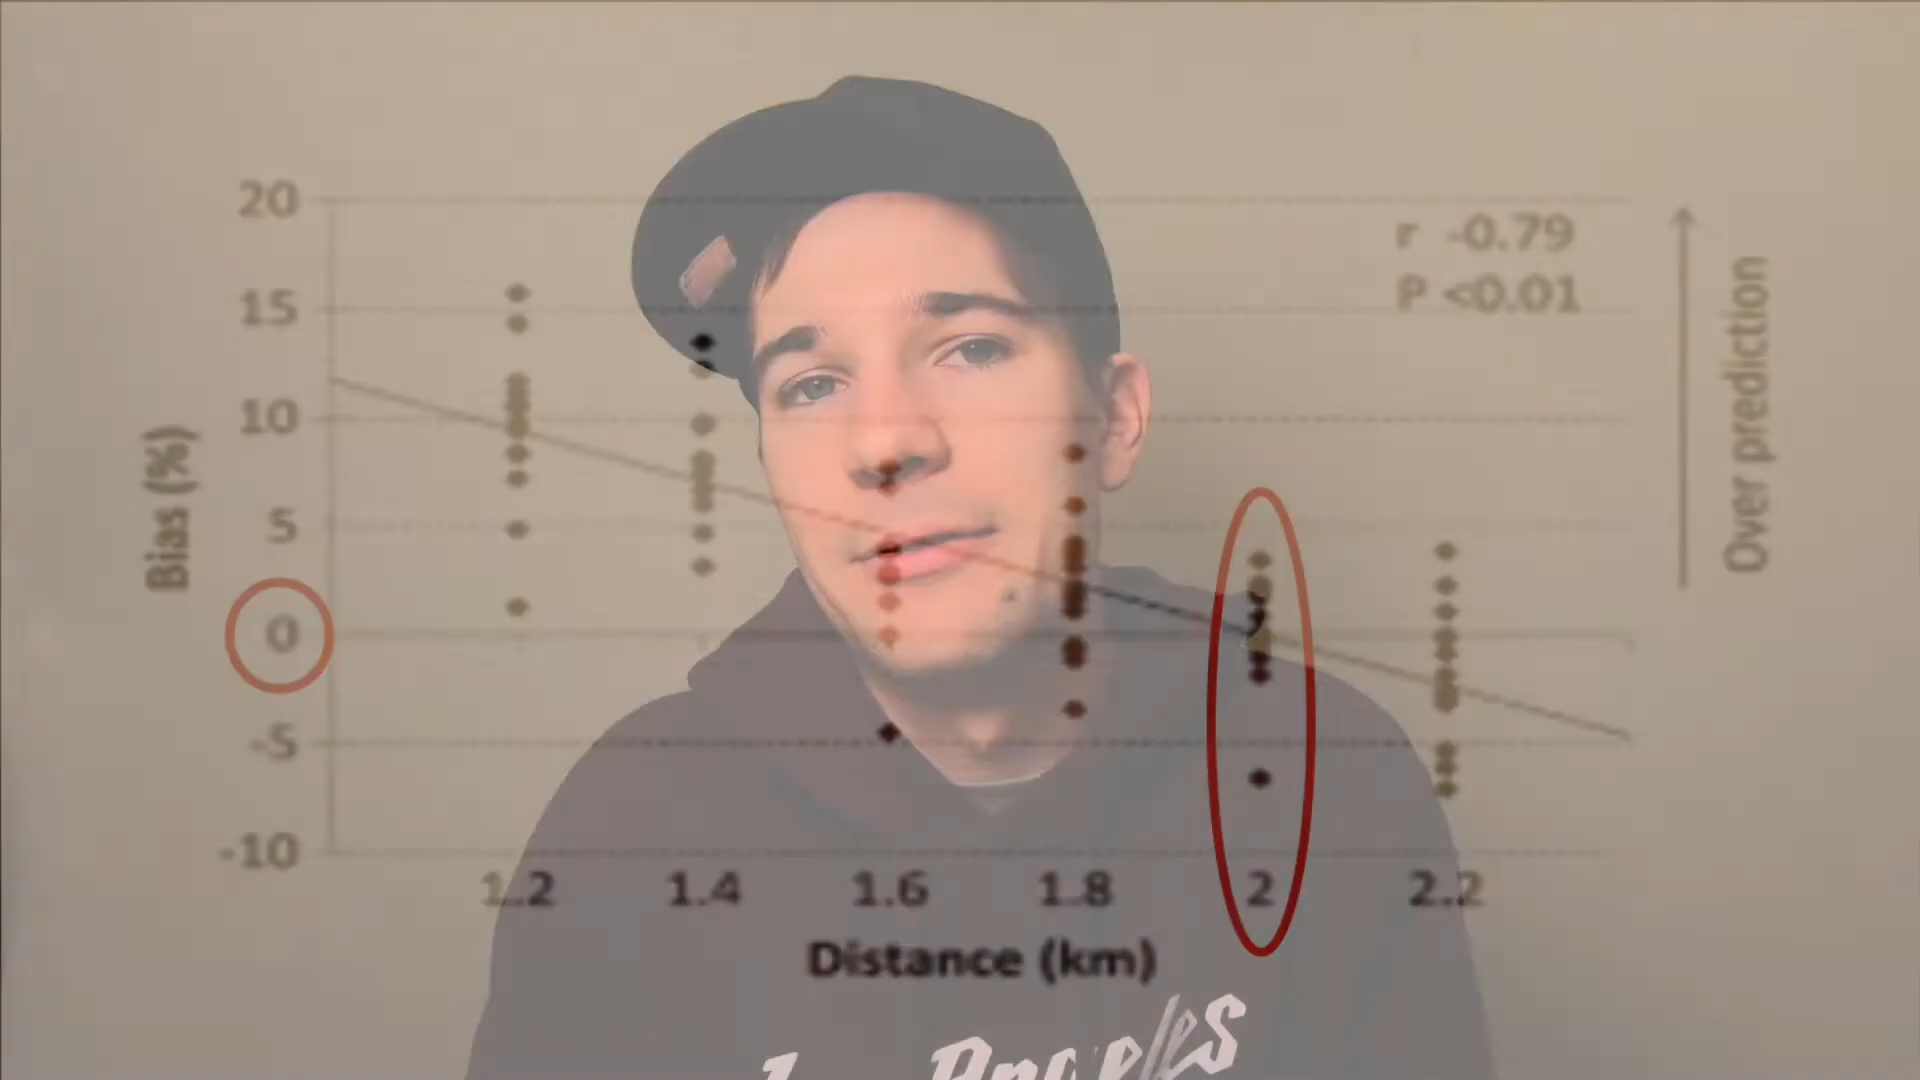 20
r -0.79
15
P <0.01
Over prediction
10
Bias (%)
5
0
-5
-10
1.2 1.4 1.6 1.8 2 2.2
Distance (km)